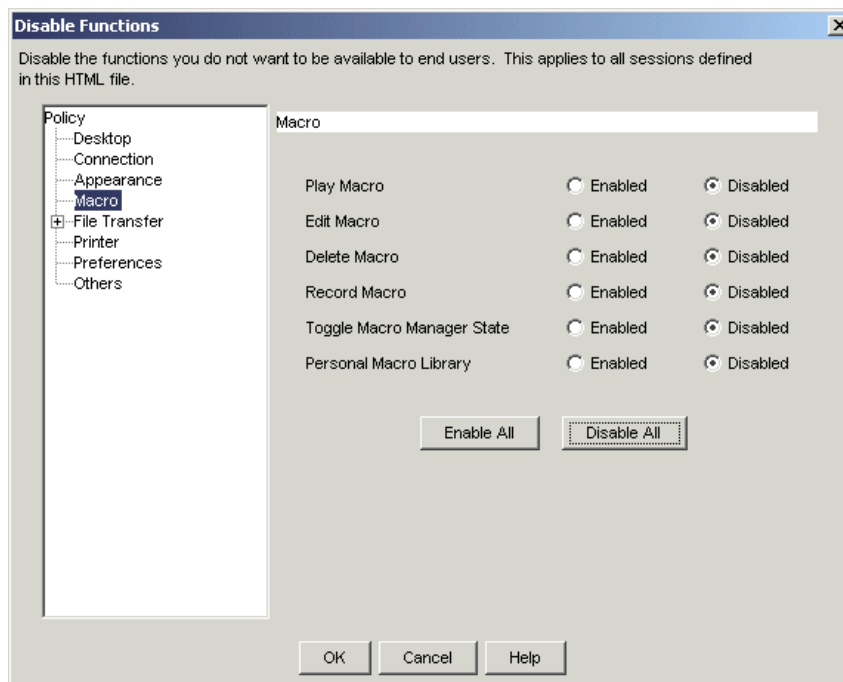 Disable Functions
Disable the functions you do not want to be available to end users. This applies to all sessions defined
in this HTML file.
Policy
Desktop
Connection
Appearance
Macro
File Transfer
Printer
Preferences
Others
Macro
Play Macro Enabled Disabled
Edit Macro Enabled Disabled
Delete Macro Enabled Disabled
Record Macro Enabled Disabled
Toggle Macro Manager State Enabled Disabled
Personal Macro Library Enabled Disabled
Enable All Disable All
OK Cancel Help